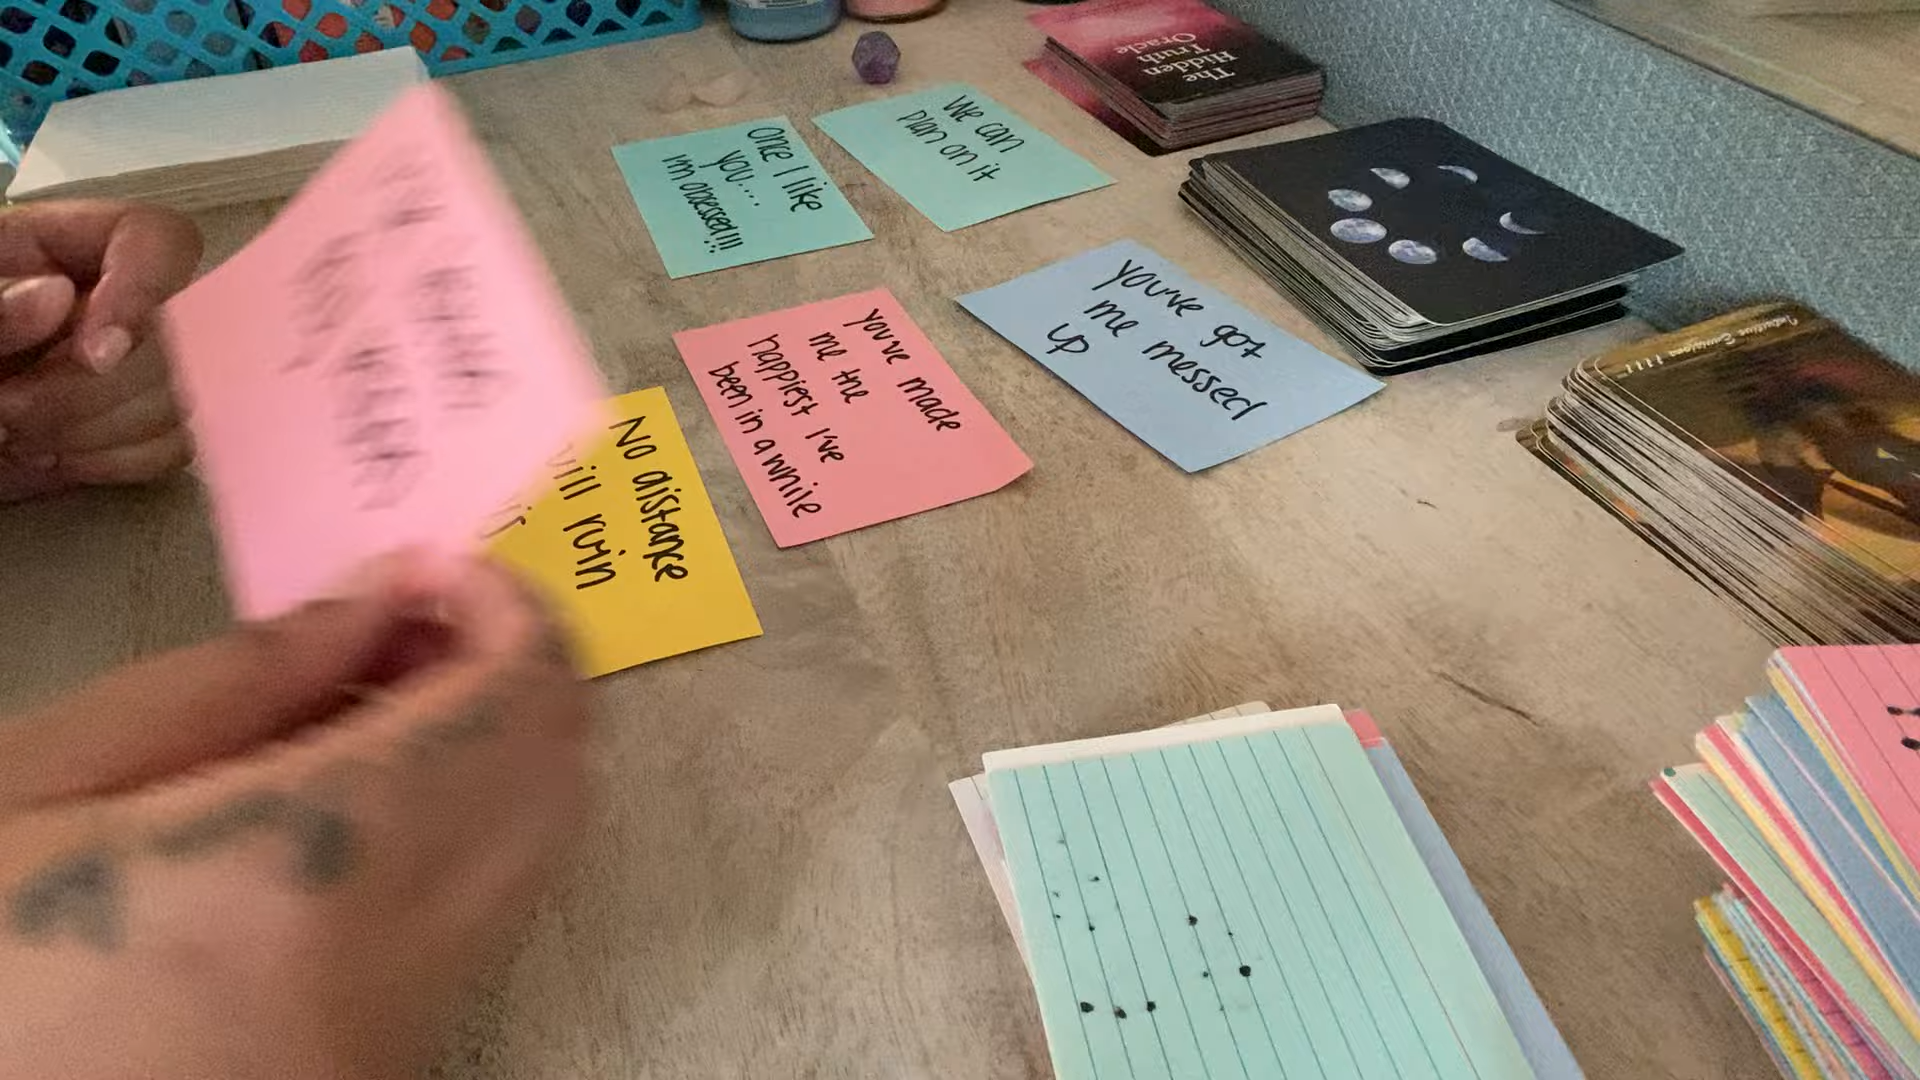 The
Hidden
Truth
Oracle
We can
plan on it
Once I like
you....
I'm obsessed!!!
You've got
me messed
up
You've made
me the
happiest I've
been in a while
No distance
will ruin